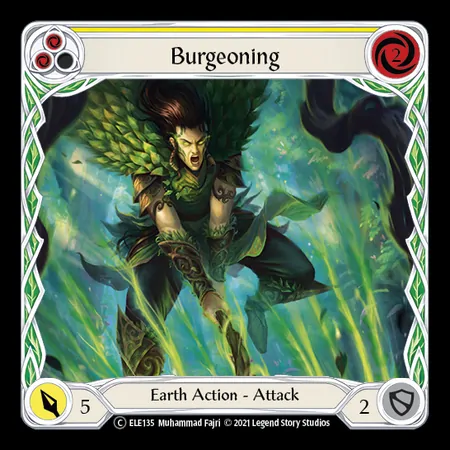 Burgeoning
2
Earth Action - Attack
5
2
C ELE135 Muhammad Fajri © 2021 Legend Story Studios